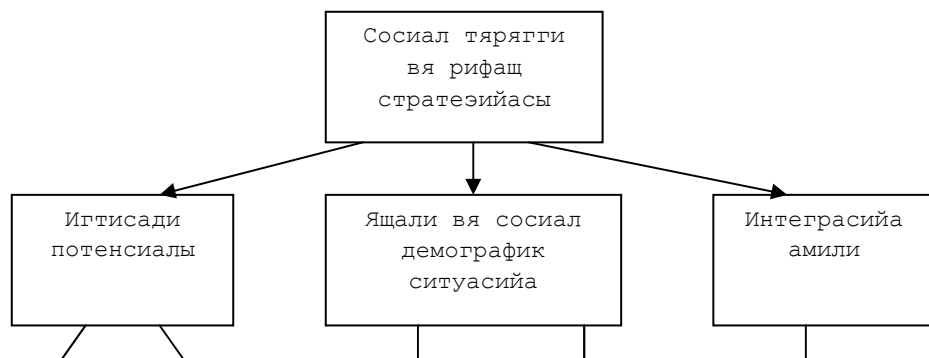 Сосиал тярягги
вя рифащ
стратеэийасы
Игтисади
потенсиалы
Ящали вя сосиал
демографик
ситуасийа
Интеграсийа
амили